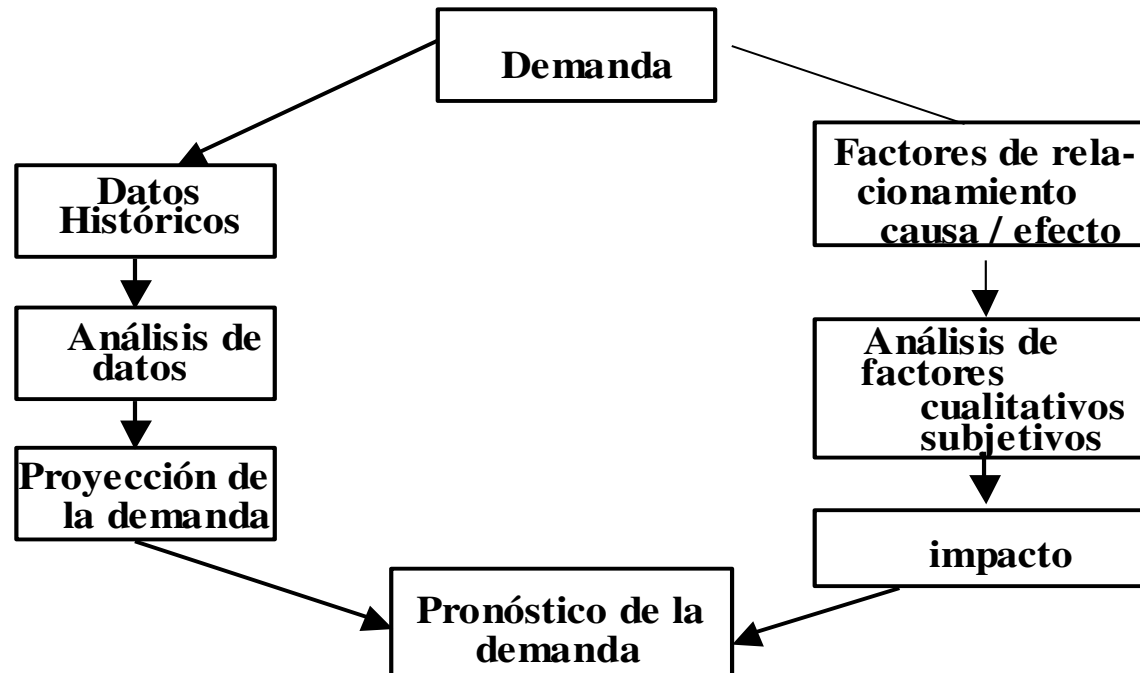 Demanda
Datos
Históricos
Análisis de
datos
Proyección de
la demanda
Factores de rela-
cionamiento
causa / efecto
Análisis de
factores
cualitativos
subjetivos
impacto
Pronóstico de la
demanda